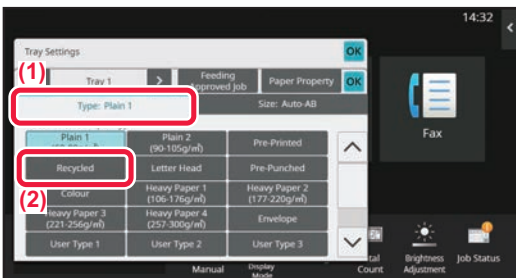 14:32
Tray Settings
OK
(1)
Tray 1
>
Feeding
Approved Job
Paper Property
OK
Type: Plain 1
Size: Auto-AB
Plain 1
Plain 2
(90-105g/㎡)
Pre-Printed
Recycled
Letter Head
Pre-Punched
(2)
Colour
Heavy Paper 1
(106-176g/㎡)
Heavy Paper 2
(177-220g/㎡)
Heavy Paper 3
(221-256g/㎡)
Heavy Paper 4
(257-300g/㎡)
Envelope
User Type 1
User Type 2
User Type 3
Fax
Manual
Display
Mode
Count
Brightness
Adjustment
Job Status